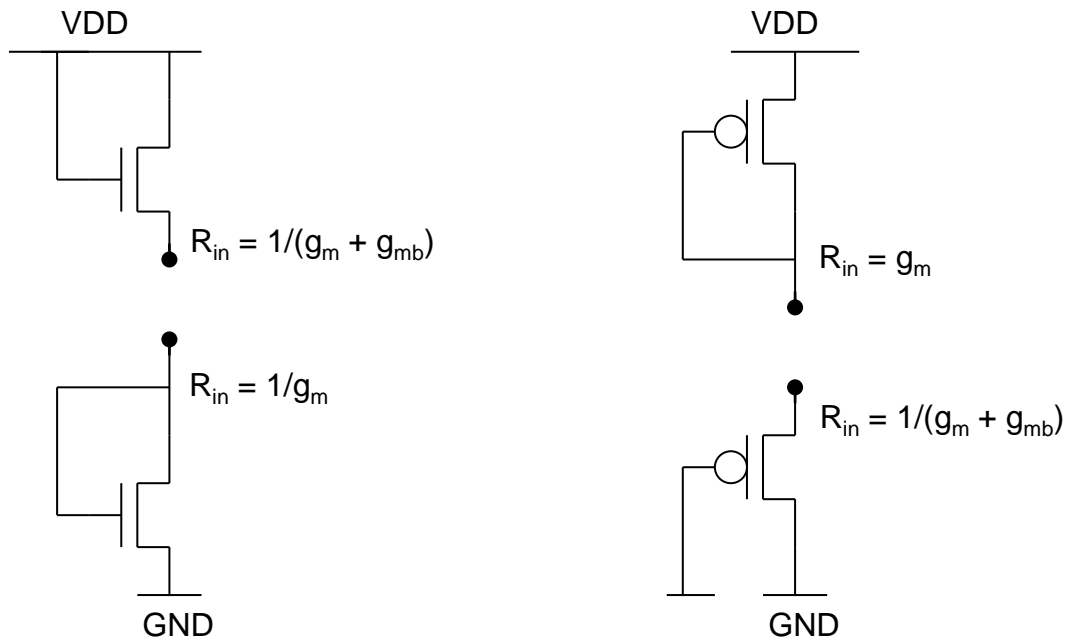 VDD
VDD
R_in = 1/(g_m + g_mb)
R_in = g_m
R_in = 1/g_m
R_in = 1/(g_m + g_mb)
GND
GND